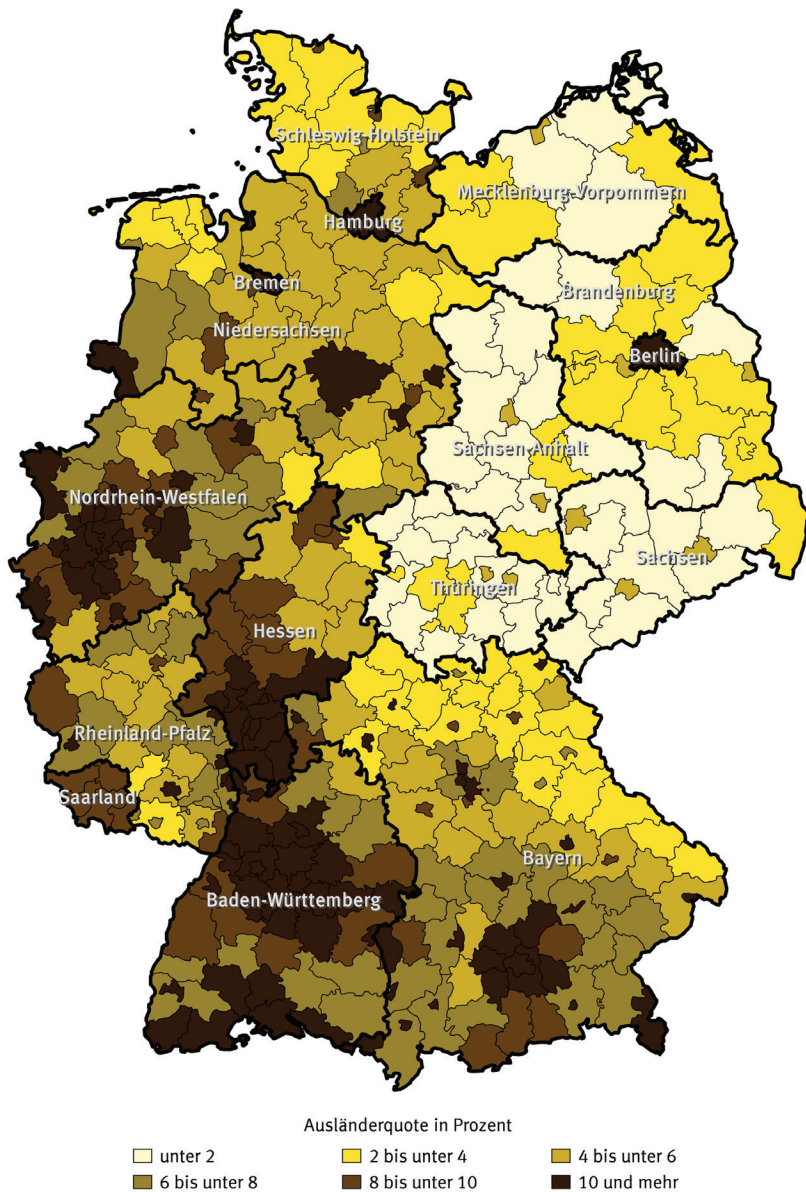 Schleswig-Holstein
Mecklenburg-Vorpommern
Hamburg
Bremen
Brandenburg
Niedersachsen
Berlin
Sachsen-Anhalt
Nordrhein-Westfalen
Sachsen
Thüringen
Hessen
Rheinland-Pfalz
Saarland
Bayern
Baden-Württemberg
Ausländerquote in Prozent
unter 2
2 bis unter 4
4 bis unter 6
6 bis unter 8
8 bis unter 10
10 und mehr